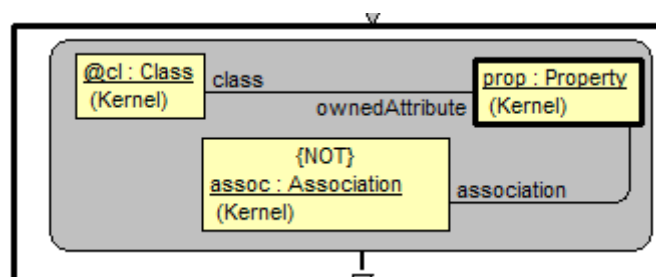 @cl : Class
(Kernel)
class
ownedAttribute
prop : Property
(Kernel)
{NOT}
assoc : Association
(Kernel)
association